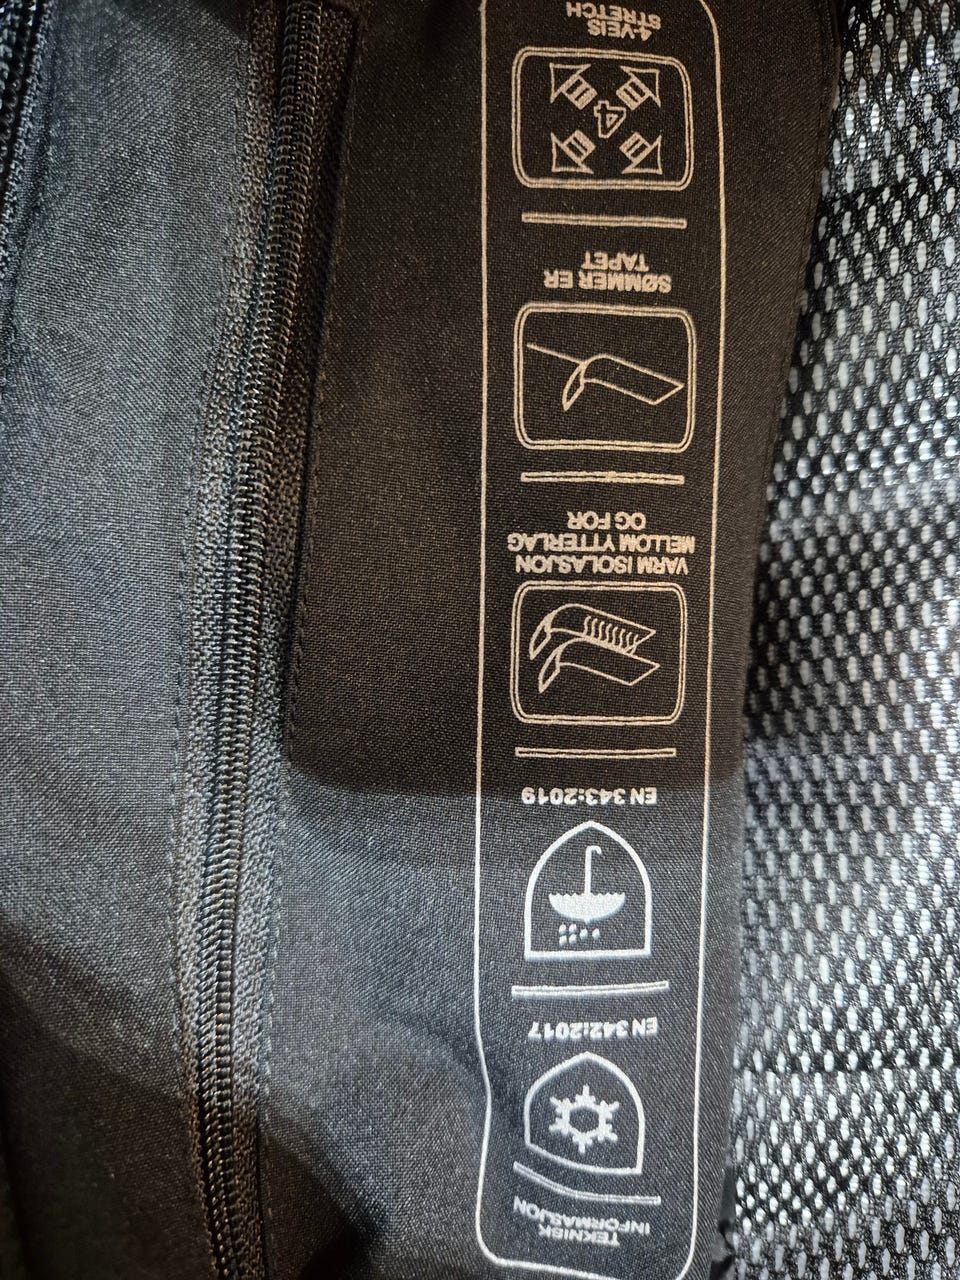 TEKNISK
INFORMASJON
EN 342:2017
EN 343:2019
VARM ISOLASJON
MELLOM YTTERLAG
OG FOR
SØMMER ER
TAPET
4
4-VEIS
STRETCH